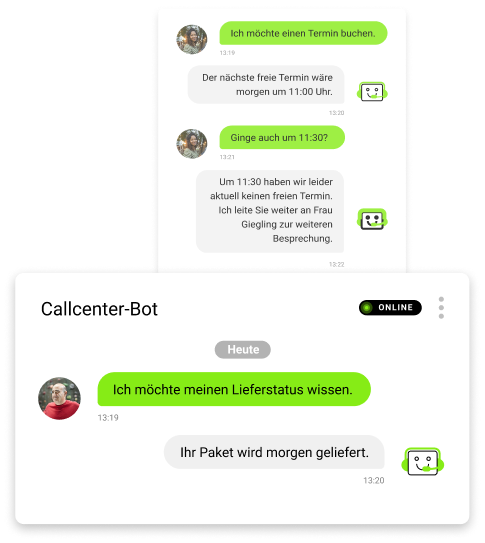 Ich möchte einen Termin buchen.
13:19
Der nächste freie Termin wäre
morgen um 11:00 Uhr.
13:20
Ginge auch um 11:30?
13:21
Um 11:30 haben wir leider
aktuell keinen freien Termin.
Ich leite Sie weiter an Frau
Giegling zur weiteren
Besprechung.
13:22
Callcenter-Bot
ONLINE
Heute
Ich möchte meinen Lieferstatus wissen.
13:19
Ihr Paket wird morgen geliefert.
13:20